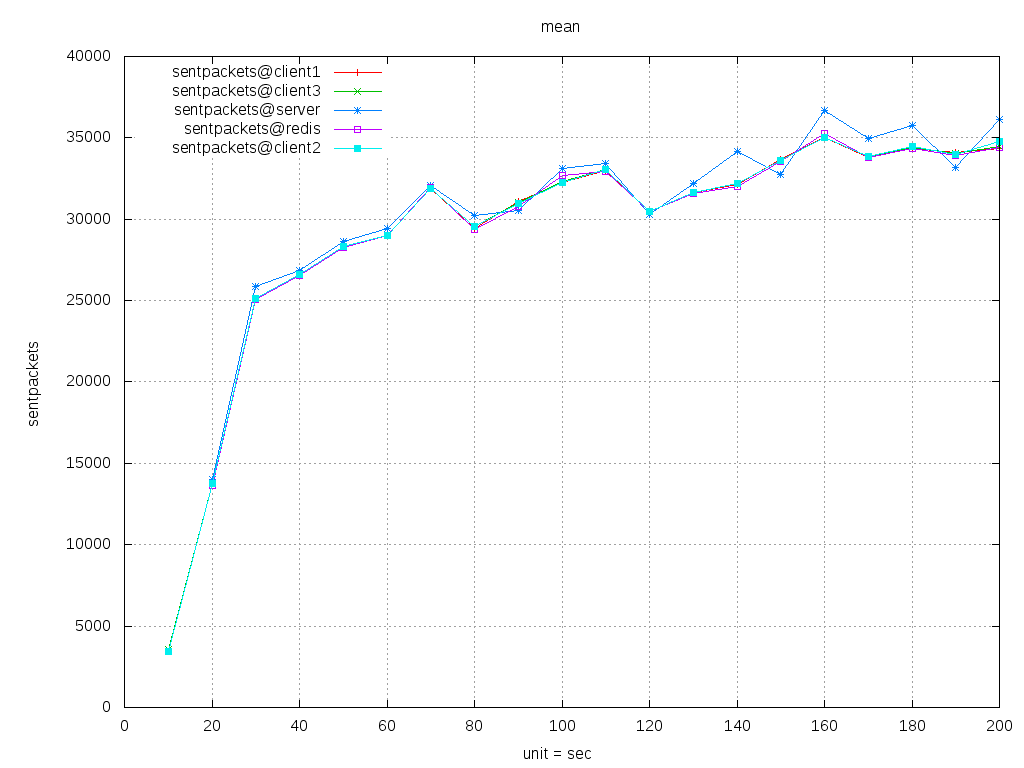 mean
40000
35000
30000
25000
20000
15000
10000
5000
0
sentpackets
sentpackets@client1
sentpackets@client3
sentpackets@server
sentpackets@redis
sentpackets@client2
0 20 40 60 80 100 120 140 160 180 200
unit = sec